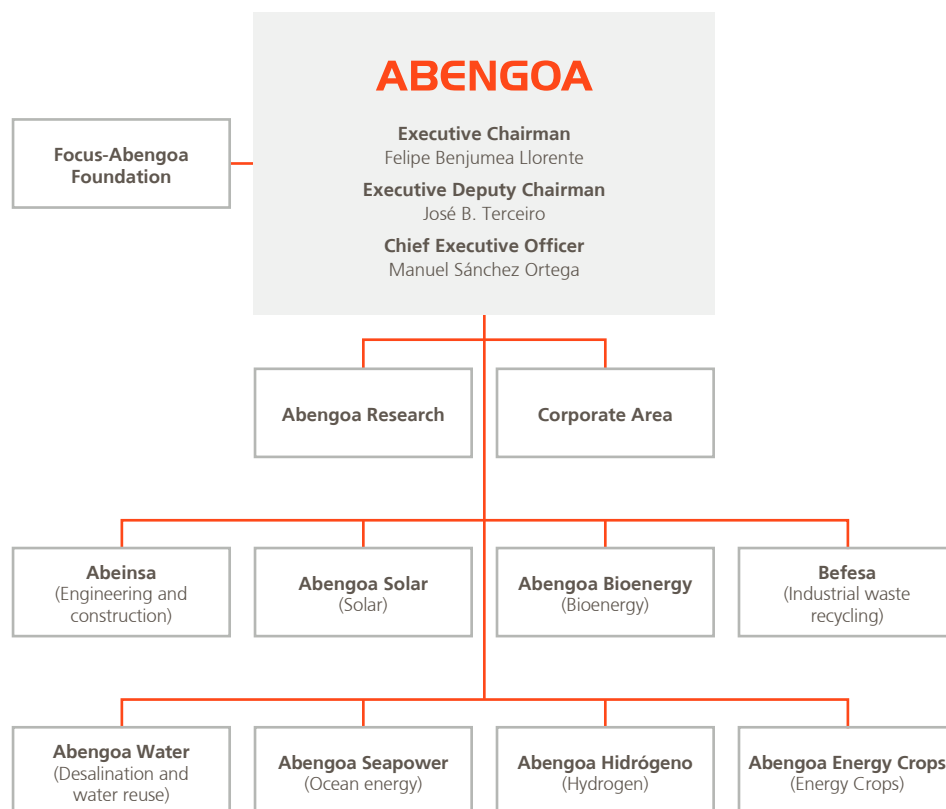 ABENGOA
Executive Chairman
Felipe Benjumea Llorente
Executive Deputy Chairman
José B. Terceiro
Chief Executive Officer
Manuel Sánchez Ortega
Focus-Abengoa
Foundation
Abengoa Research
Corporate Area
Abeinsa
(Engineering and
construction)
Abengoa Solar
(Solar)
Abengoa Bioenergy
(Bioenergy)
Befesa
(Industrial waste
recycling)
Abengoa Water
(Desalination and
water reuse)
Abengoa Seapower
(Ocean energy)
Abengoa Hidrógeno
(Hydrogen)
Abengoa Energy Crops
(Energy Crops)